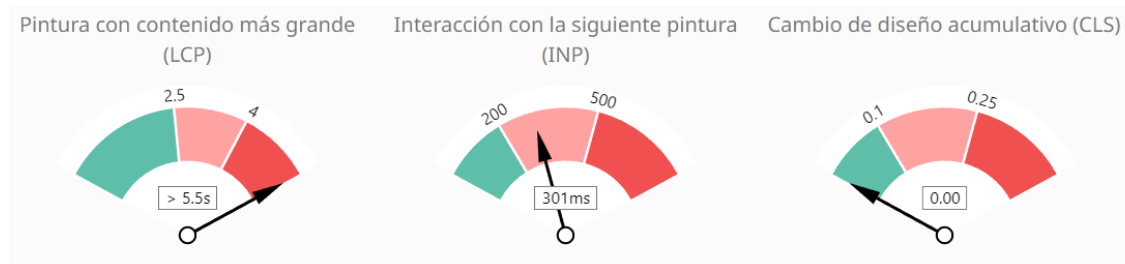 Pintura con contenido más grande
(LCP)
2.5
4
> 5.5s
Interacción con la siguiente pintura
(INP)
200
500
301ms
Cambio de diseño acumulativo (CLS)
0.1
0.25
0.00